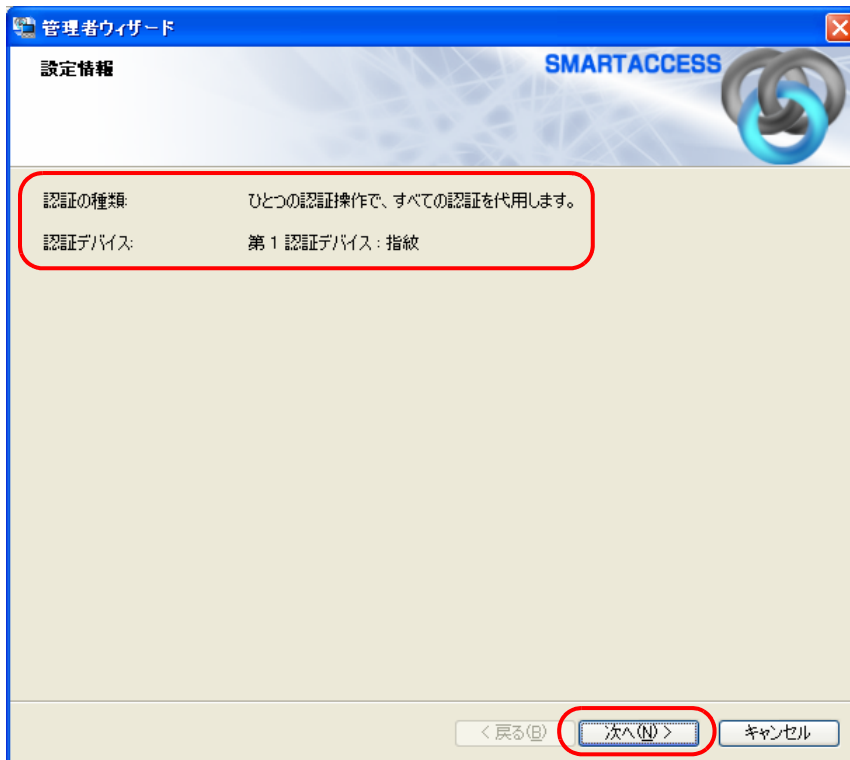 管理者ウィザード
設定情報
SMARTACCESS
認証の種類: ひとつの認証操作で、すべての認証を代用します。
認証デバイス: 第1認証デバイス:指紋
<戻る(B) 次へ(N)> キャンセル